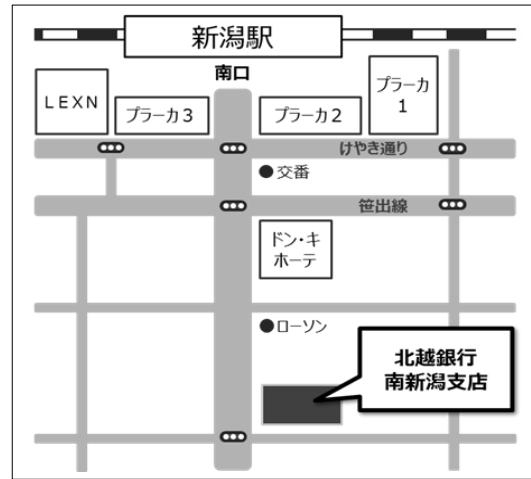 新潟駅
南口
LEXN
プラーカ3
プラーカ2
プラーカ
1
けやき通り
●交番
笹出線
ドン・キ
ホーテ
●ローソン
北越銀行
南新潟支店